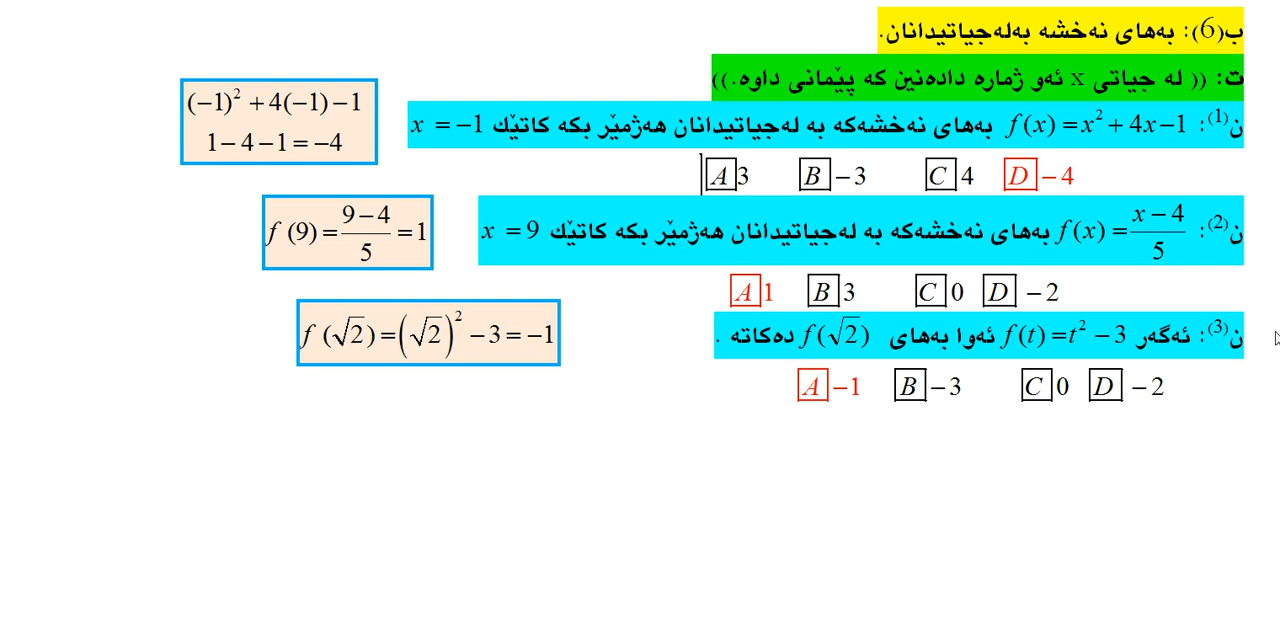 ب(6): بەهای نەخشە بەلەجیاتیدانان.
ت: (( لە جیاتی x ئەو ژمارە دادەنین کە پێمانی داوە.))
ن(1): f(x)=x²+4x−1 بەهای نەخشەکە بە لەجیاتیدانان هەژمێر بکە کاتێك x = −1
(−1)² + 4(−1) − 1
1 − 4 − 1 = −4
A 3 B −3 C 4 D −4
ن(2): f(x)=(x−4)/5 بەهای نەخشەکە بە لەجیاتیدانان هەژمێر بکە کاتێك x = 9
f(9)=(9−4)/5=1
A 1 B 3 C 0 D −2
ن(3): ئەگەر f(t)=t²−3 ئەوا بەهای f(√2) دەکاتە .
f(√2)=(√2)²−3=−1
A −1 B −3 C 0 D −2